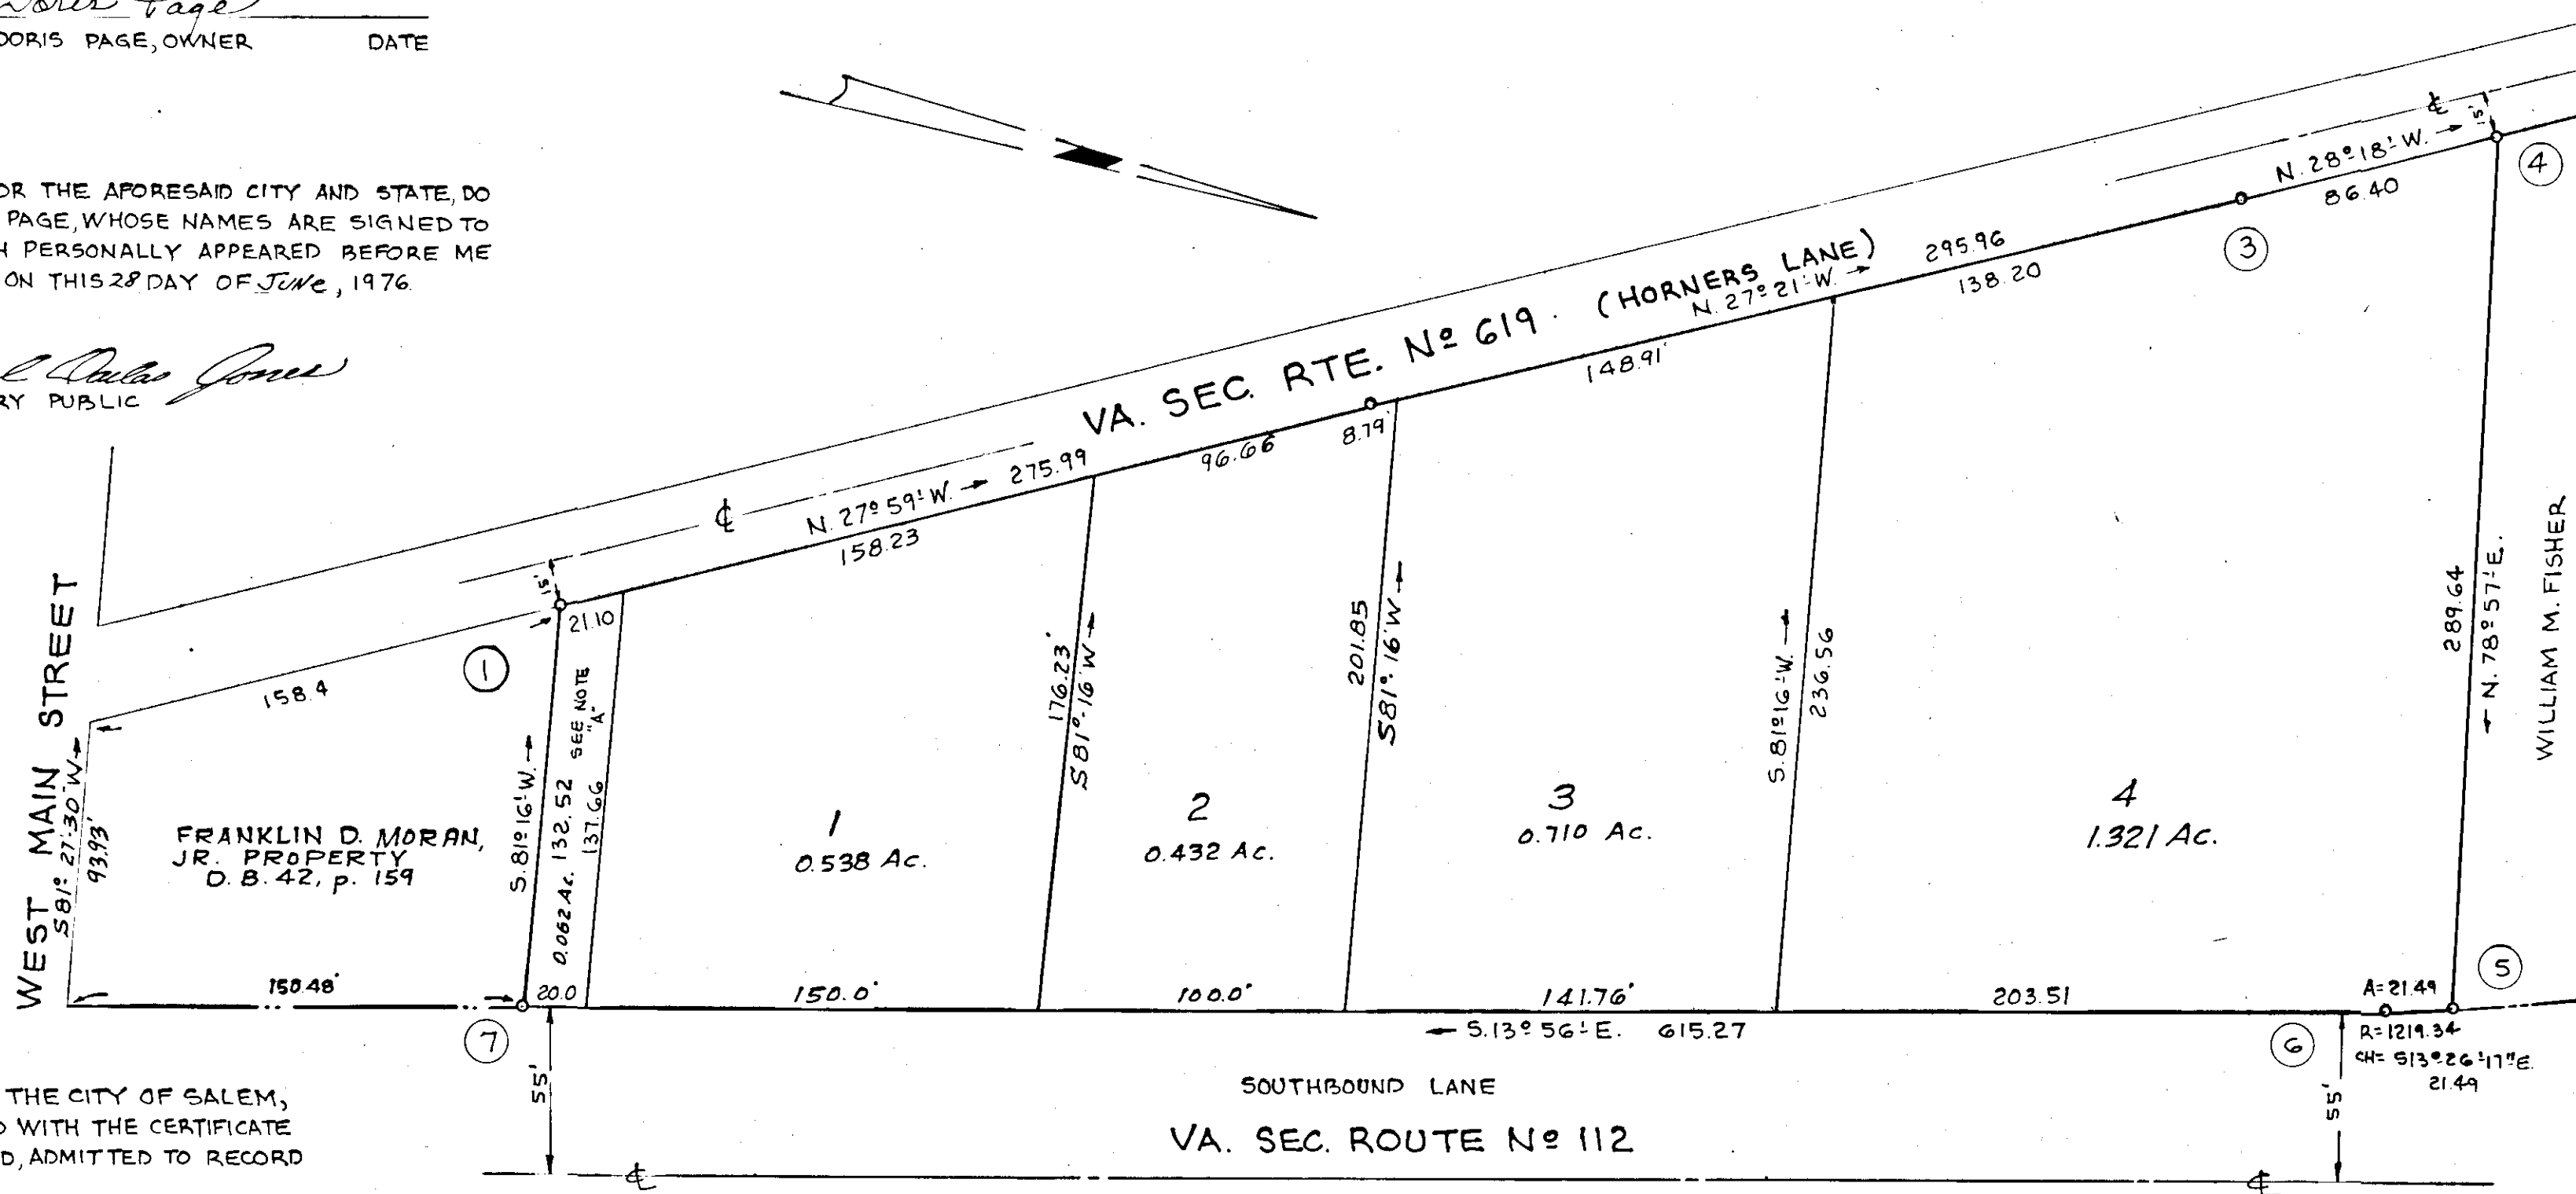 Doris Page
DORIS PAGE, OWNER DATE
OR THE AFORESAID CITY AND STATE, DO
PAGE, WHOSE NAMES ARE SIGNED TO
H PERSONALLY APPEARED BEFORE ME
ON THIS 28 DAY OF June, 1976.
Jones
RY PUBLIC
VA. SEC. RTE. Nº 619. (HORNERS LANE)
℄
N. 28°18' W.
15'
86.40
④
③
N. 27°21' W.
295.96
138.20
148.91'
8.79'
96.66
℄
N. 27°59' W.
275.99
158.23
15'
21.10
①
158.4
WEST MAIN STREET
S81°27'30"W
93.93'
FRANKLIN D. MORAN,
JR. PROPERTY
D.B. 42, p. 159
150.48'
S. 81°16' W.
0.062 Ac.
132.52
SEE NOTE
"A"
137.66
20.0
1
0.538 Ac.
150.0'
176.23'
S81°-16'W
2
0.432 Ac.
100.0'
201.85
S81°-16'W
3
0.710 Ac.
141.76'
S. 81°16' W.
236.56
4
1.321 Ac.
203.51
289.64
N. 78°57' E.
WILLIAM M. FISHER
⑤
A=21.49
R=1219.34
CH= S13°26'17"E.
21.49
⑥
⑦
S. 13°56' E. 615.27
55'
55'
SOUTHBOUND LANE
VA. SEC. ROUTE Nº 112
℄
℄
THE CITY OF SALEM,
D WITH THE CERTIFICATE
D, ADMITTED TO RECORD